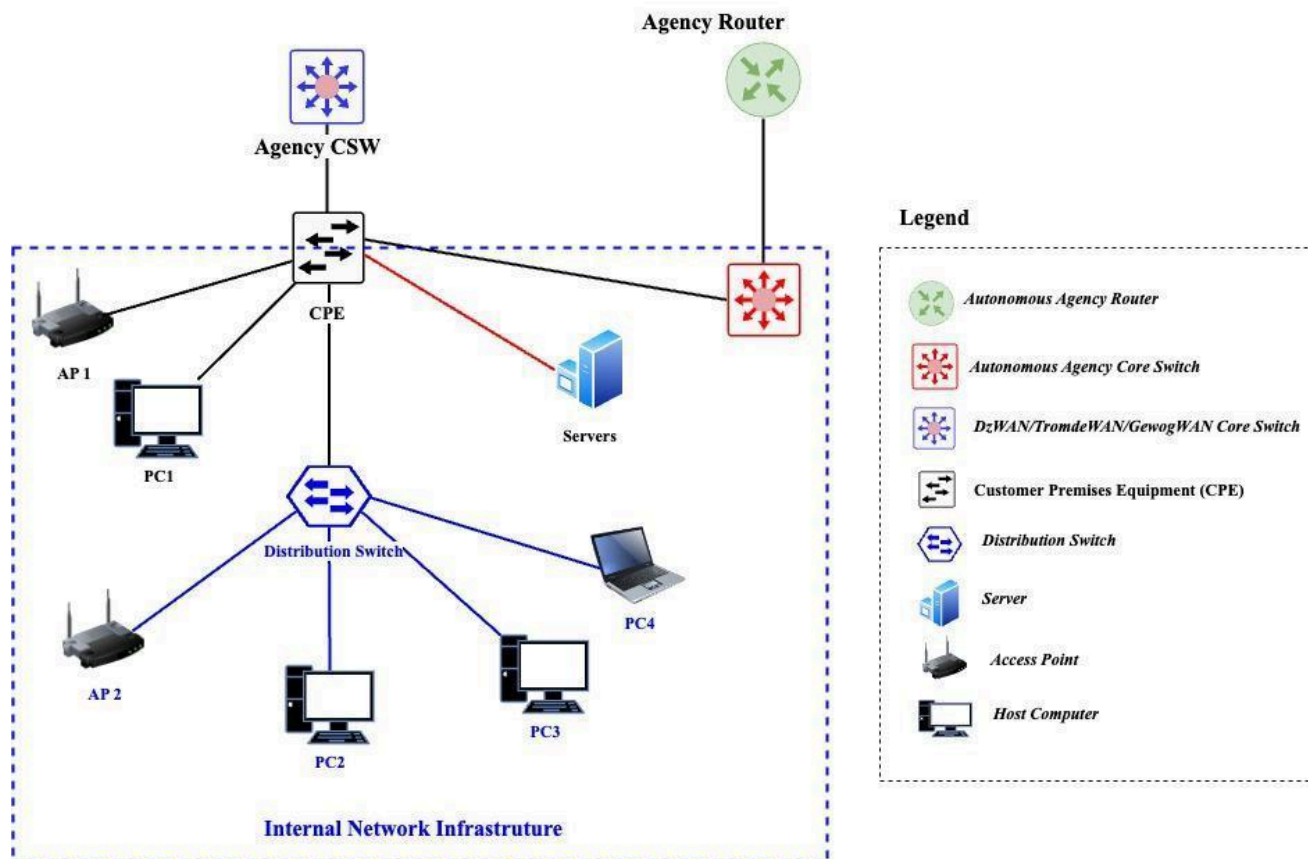 Agency Router
Agency CSW
CPE
AP 1
PC1
Servers
Distribution Switch
PC4
AP 2
PC3
PC2
Internal Network Infrastruture
Legend
Autonomous Agency Router
Autonomous Agency Core Switch
DzWAN/TromdeWAN/GewogWAN Core Switch
Customer Premises Equipment (CPE)
Distribution Switch
Server
Access Point
Host Computer